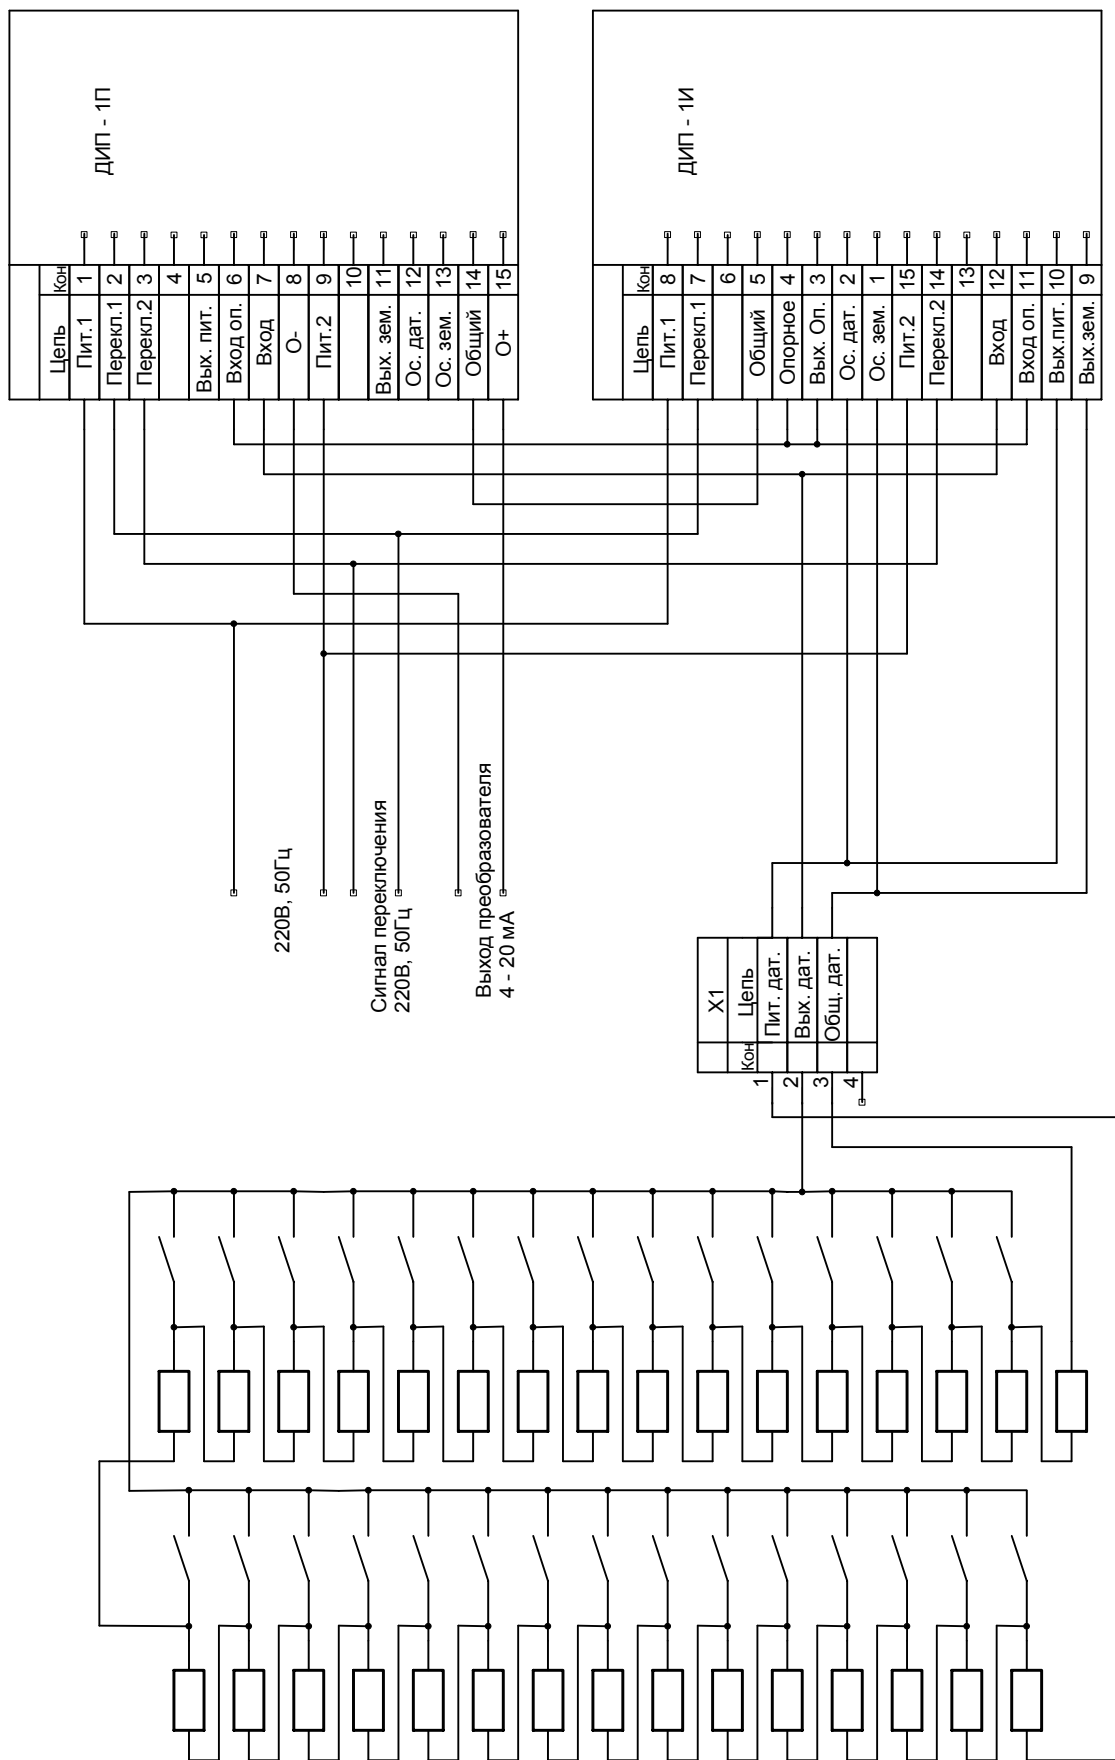 ДИП - 1П
Кон
Цепь
1
Пит.1
2
Перекл.1
3
Перекл.2
4
5
Вых. пит.
6
Вход оп.
7
Вход
8
О-
9
Пит.2
10
11
Вых. зем.
12
Ос. дат.
13
Ос. зем.
14
Общий
15
О+
ДИП - 1И
Кон
Цепь
8
Пит.1
7
Перекл.1
6
5
Общий
4
Опорное
3
Вых. Оп.
2
Ос. дат.
1
Ос. зем.
15
Пит.2
14
Перекл.2
13
12
Вход
11
Вход оп.
10
Вых.пит.
9
Вых.зем.
220В, 50Гц
Сигнал переключения
220В, 50Гц
Выход преобразователя
4 - 20 мА
X1
Кон
Цепь
1
Пит. дат.
2
Вых. дат.
3
Общ. дат.
4